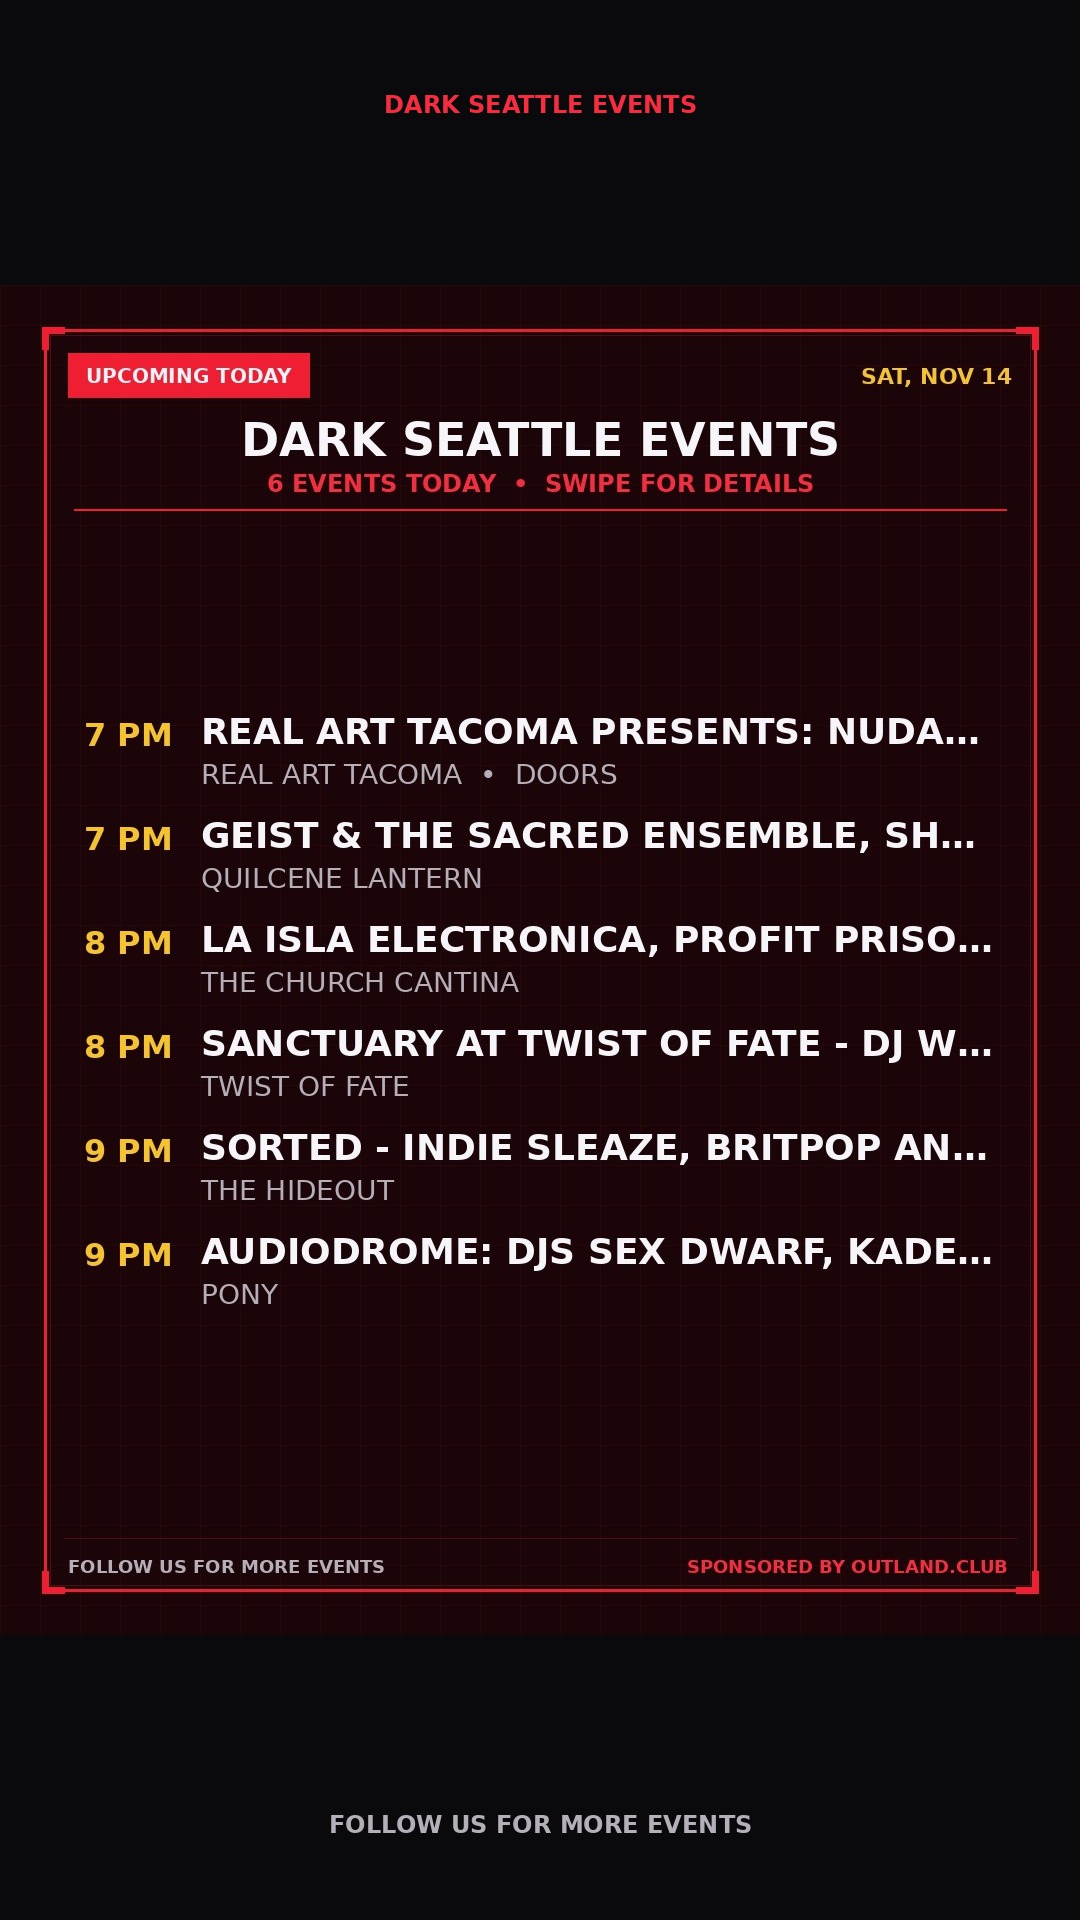 DARK SEATTLE EVENTS
UPCOMING TODAY
SAT, NOV 14
DARK SEATTLE EVENTS
6 EVENTS TODAY • SWIPE FOR DETAILS
7 PM REAL ART TACOMA PRESENTS: NUDA...
REAL ART TACOMA • DOORS
7 PM GEIST & THE SACRED ENSEMBLE, SH...
QUILCENE LANTERN
8 PM LA ISLA ELECTRONICA, PROFIT PRISO...
THE CHURCH CANTINA
8 PM SANCTUARY AT TWIST OF FATE - DJ W...
TWIST OF FATE
9 PM SORTED - INDIE SLEAZE, BRITPOP AN...
THE HIDEOUT
9 PM AUDIODROME: DJS SEX DWARF, KADE...
PONY
FOLLOW US FOR MORE EVENTS
SPONSORED BY OUTLAND.CLUB
FOLLOW US FOR MORE EVENTS